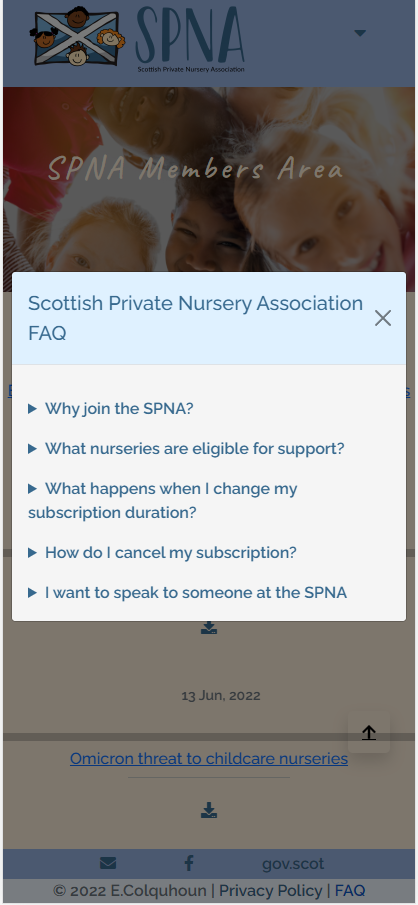 SPNA
Scottish Private Nursery Association
SPNA Members Area
Scottish Private Nursery Association
FAQ
Why join the SPNA?
What nurseries are eligible for support?
What happens when I change my
subscription duration?
How do I cancel my subscription?
I want to speak to someone at the SPNA
13 Jun, 2022
Omicron threat to childcare nurseries
gov.scot
© 2022 E.Colquhoun | Privacy Policy | FAQ